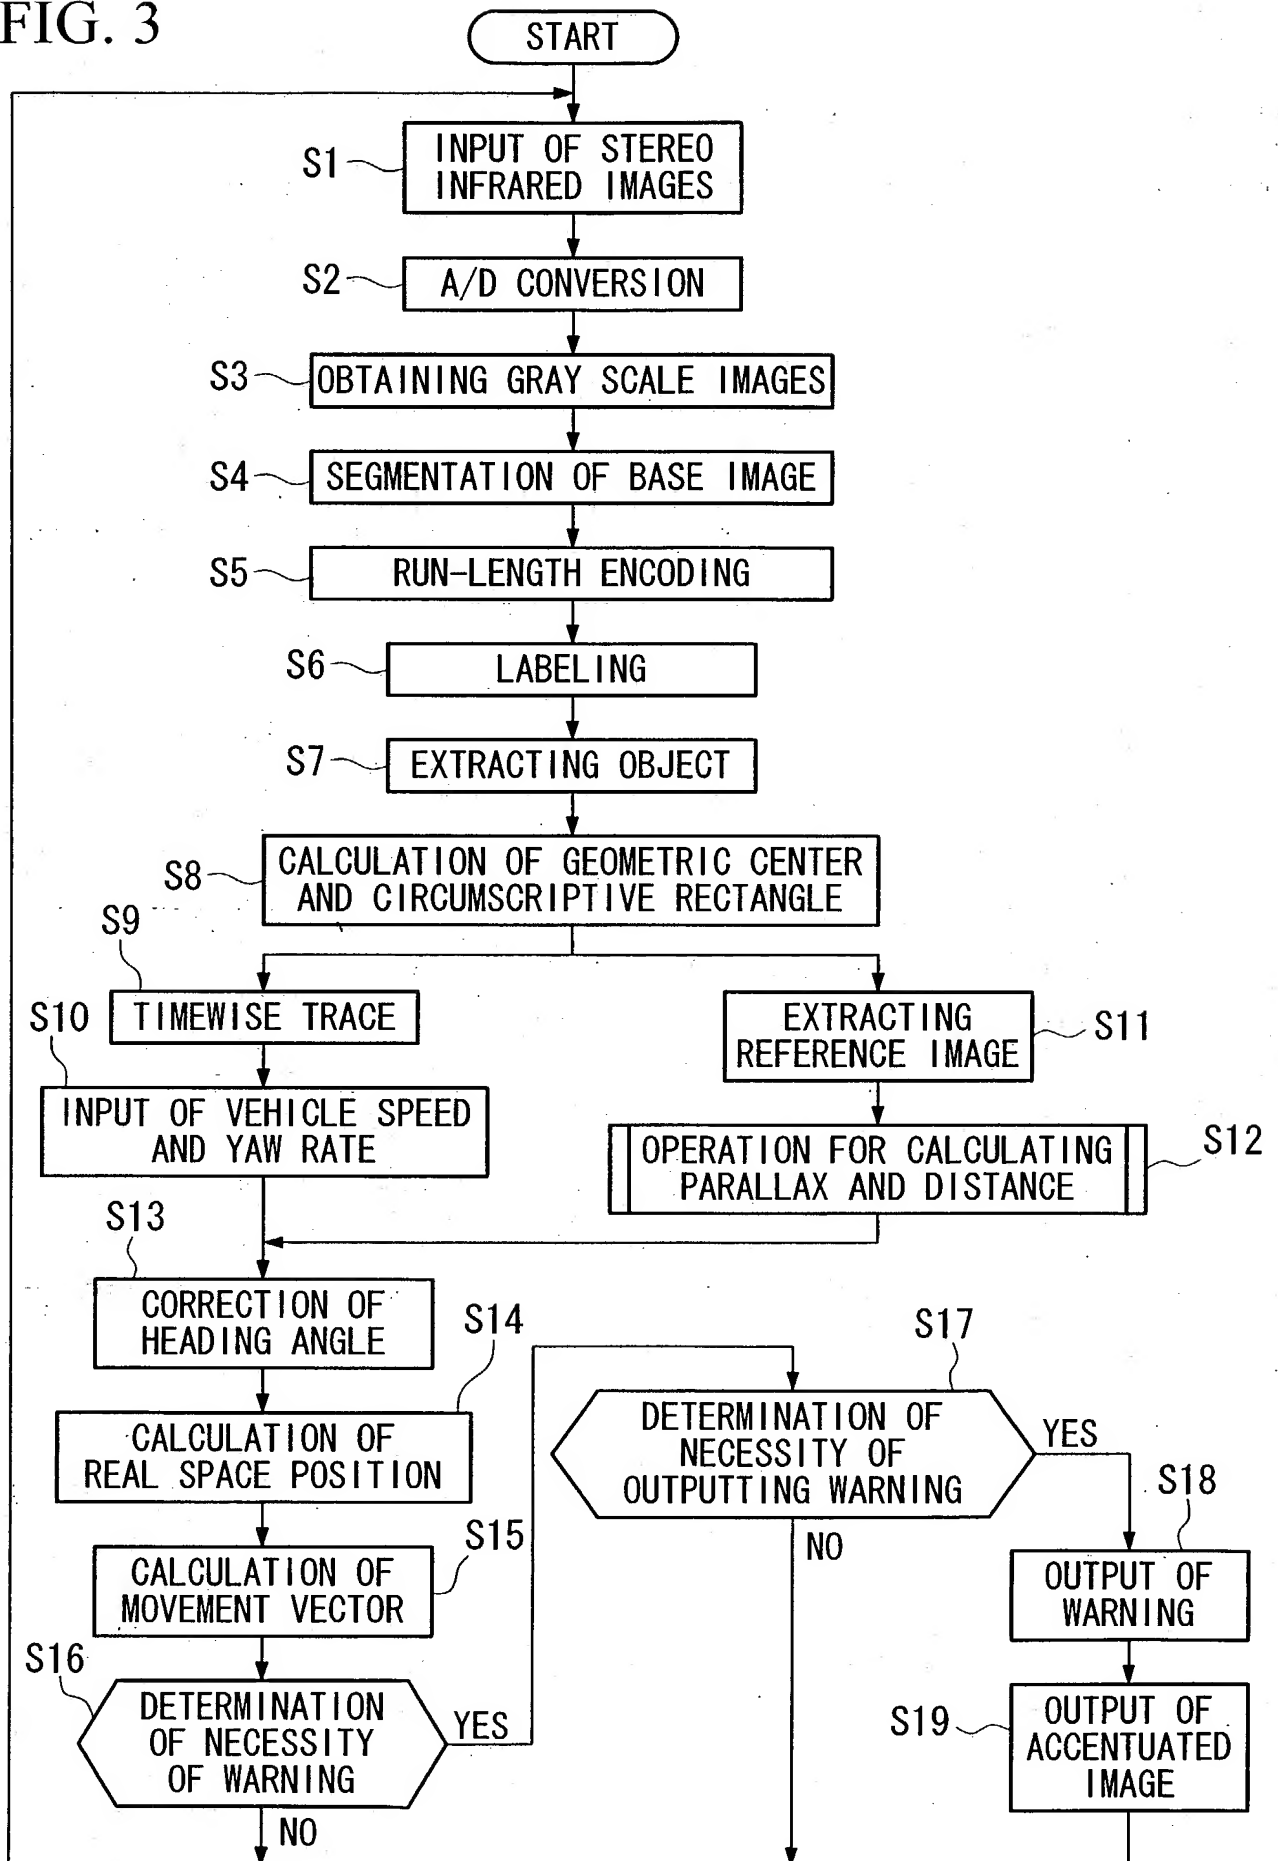 FIG. 3
START
S1
INPUT OF STEREO
INFRARED IMAGES
S2
A/D CONVERSION
S3
OBTAINING GRAY SCALE IMAGES
S4
SEGMENTATION OF BASE IMAGE
S5
RUN-LENGTH ENCODING
S6
LABELING
S7
EXTRACTING OBJECT
S8
CALCULATION OF GEOMETRIC CENTER
AND CIRCUMSCRIPTIVE RECTANGLE
S9
TIMEWISE TRACE
S10
INPUT OF VEHICLE SPEED
AND YAW RATE
S11
EXTRACTING
REFERENCE IMAGE
S12
OPERATION FOR CALCULATING
PARALLAX AND DISTANCE
S13
CORRECTION OF
HEADING ANGLE
S14
CALCULATION OF
REAL SPACE POSITION
S15
CALCULATION OF
MOVEMENT VECTOR
S16
DETERMINATION
OF NECESSITY
OF WARNING
YES
NO
S17
DETERMINATION OF
NECESSITY OF
OUTPUTTING WARNING
YES
NO
S18
OUTPUT OF
WARNING
S19
OUTPUT OF
ACCENTUATED
IMAGE